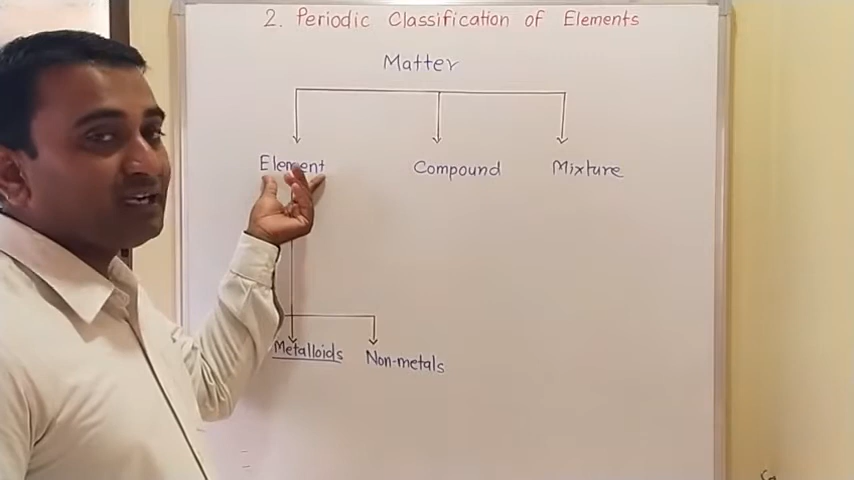 2. Periodic Classification of Elements
Matter
Element Compound Mixture
Metalloids Non-metals